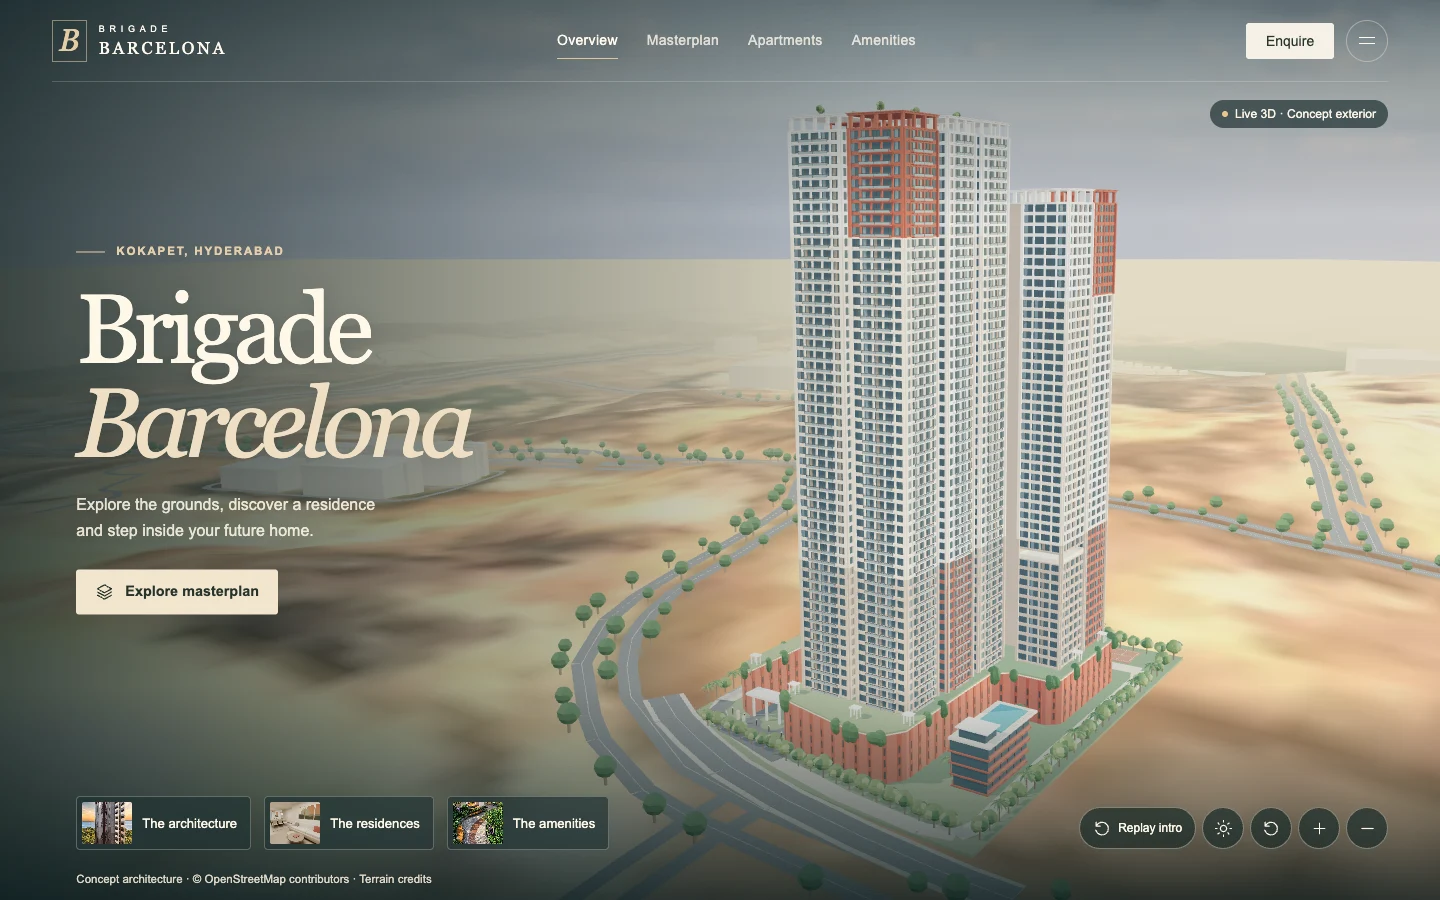 B
BRIGADE
BARCELONA
Overview
Masterplan
Apartments
Amenities
Enquire
Live 3D · Concept exterior
KOKAPET, HYDERABAD
Brigade
Barcelona
Explore the grounds, discover a residence
and step inside your future home.
Explore masterplan
The architecture
The residences
The amenities
Replay intro
Concept architecture · © OpenStreetMap contributors · Terrain credits